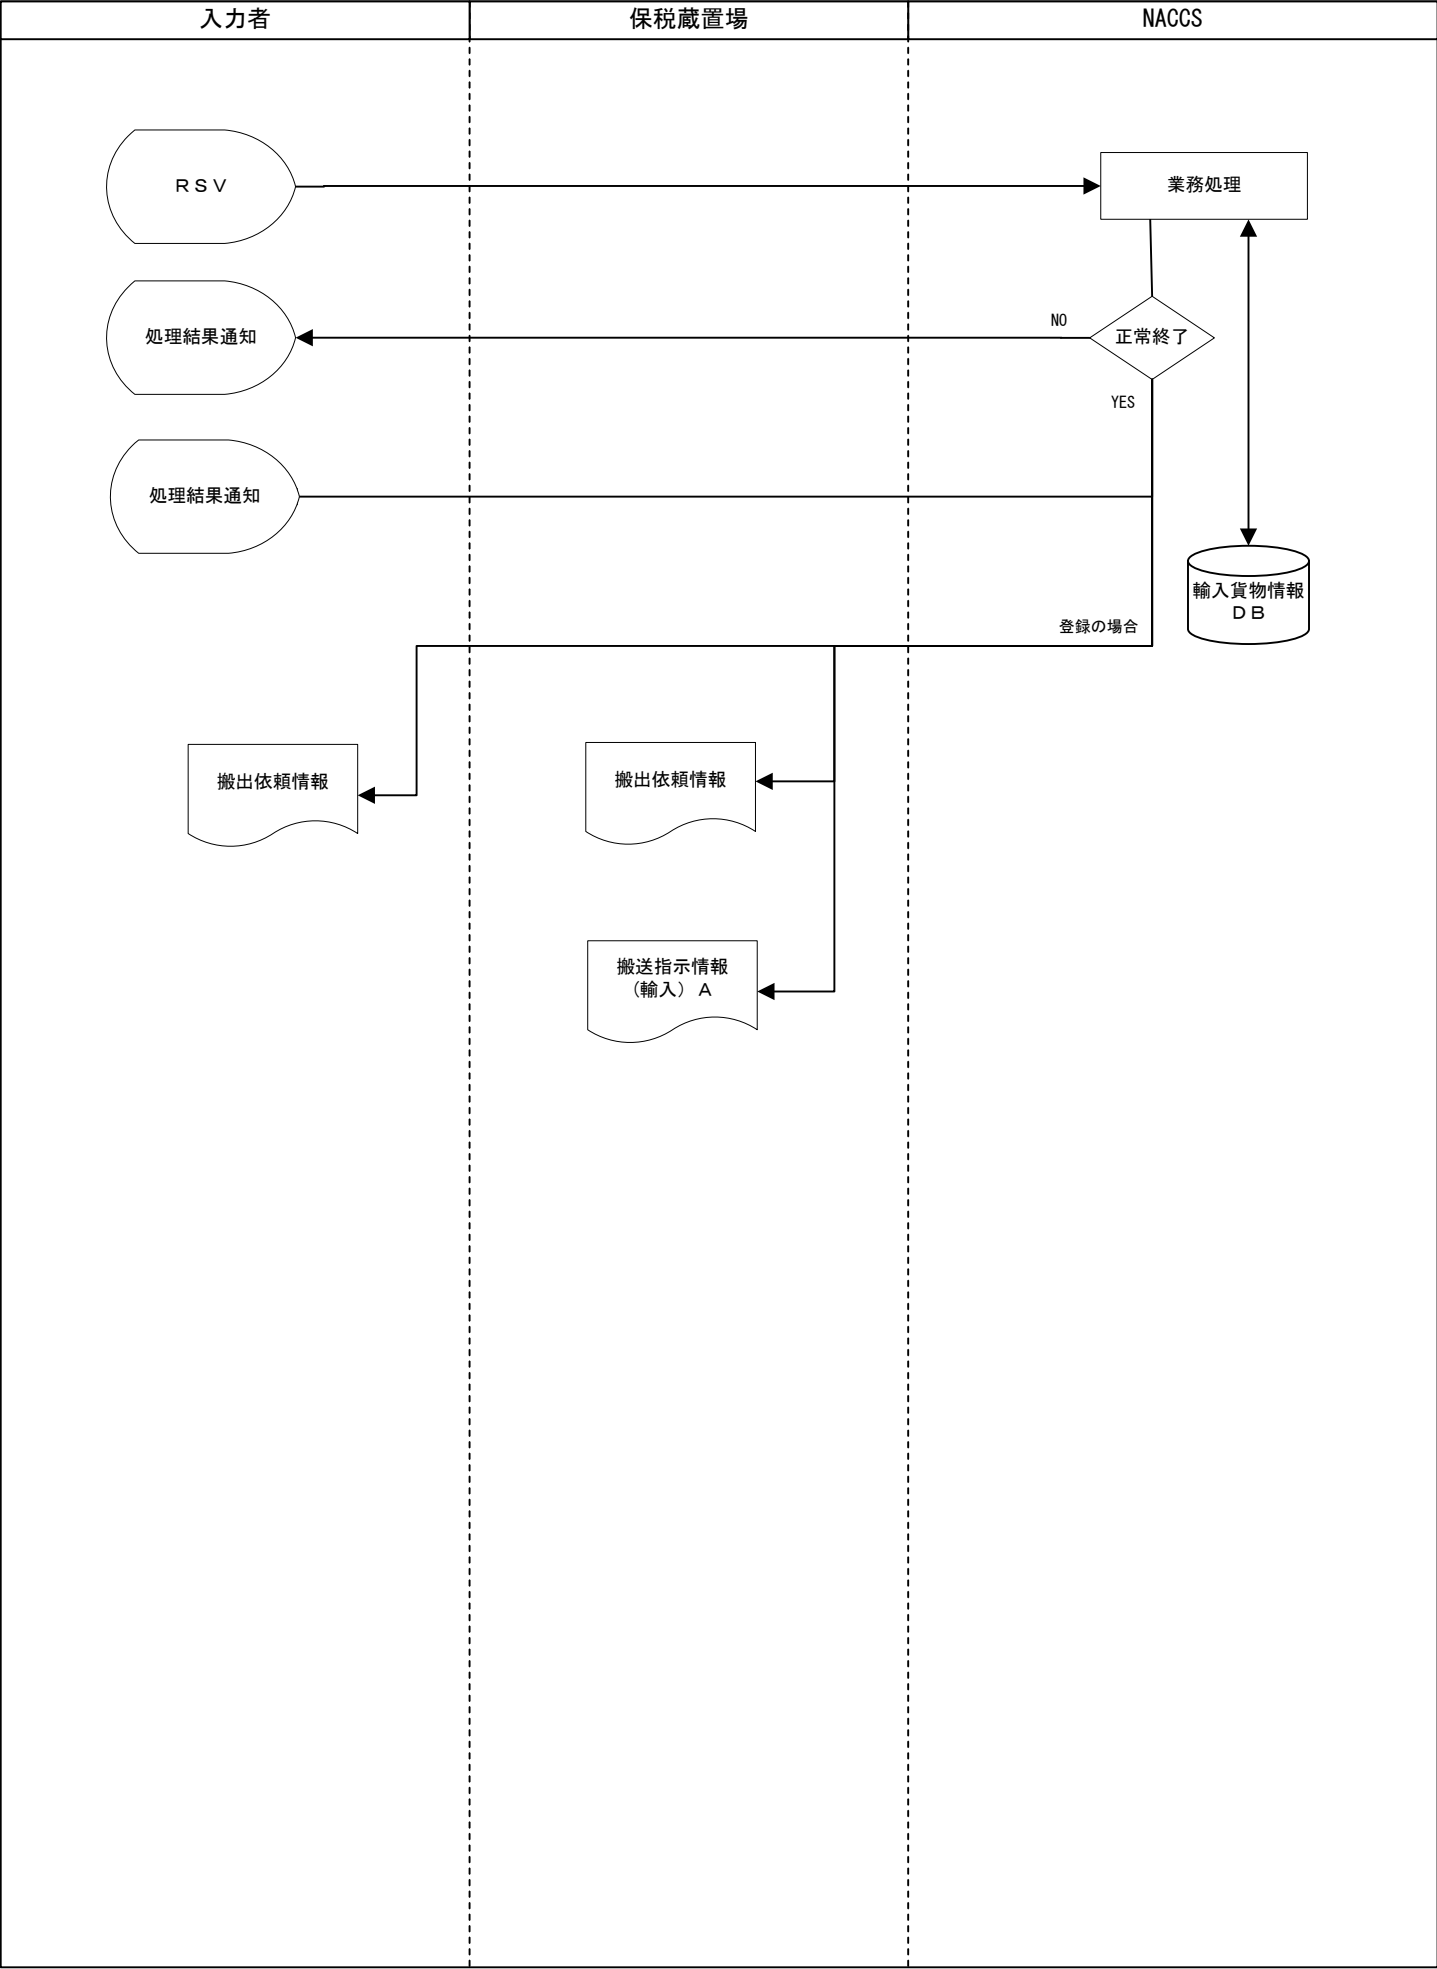 入力者
保税蔵置場
NACCS
ＲＳＶ
業務処理
処理結果通知
NO
正常終了
YES
処理結果通知
輸入貨物情報
ＤＢ
登録の場合
搬出依頼情報
搬出依頼情報
搬送指示情報
（輸入）Ａ